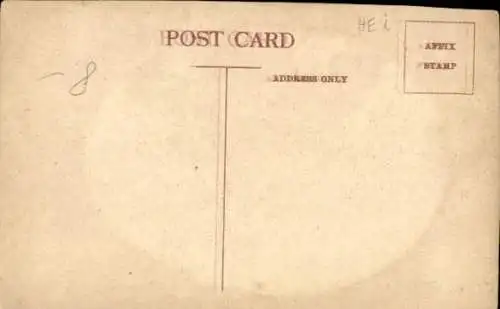 HE i
POST CARD
AFFIX
STAMP
-8
ADDRESS ONLY